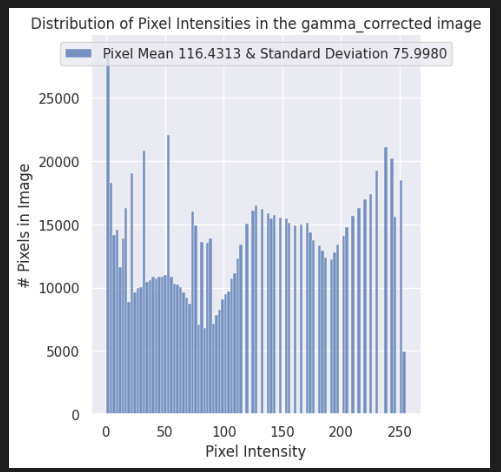 Distribution of Pixel Intensities in the gamma_corrected image
Pixel Mean 116.4313 & Standard Deviation 75.9980
25000
20000
15000
10000
5000
0
# Pixels in Image
0 50 100 150 200 250
Pixel Intensity